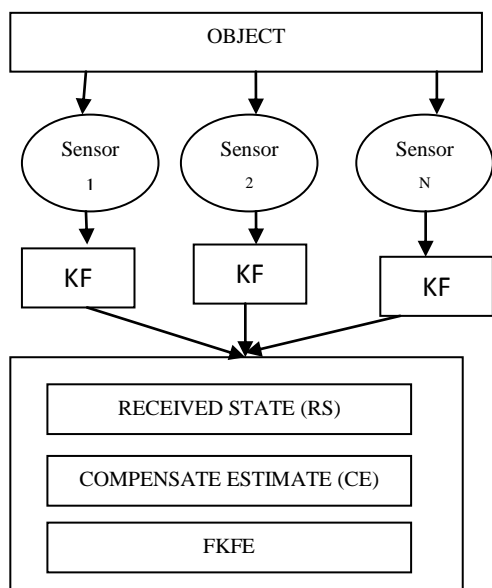 OBJECT
Sensor
1
Sensor
2
Sensor
N
KF
KF
KF
RECEIVED STATE (RS)
COMPENSATE ESTIMATE (CE)
FKFE